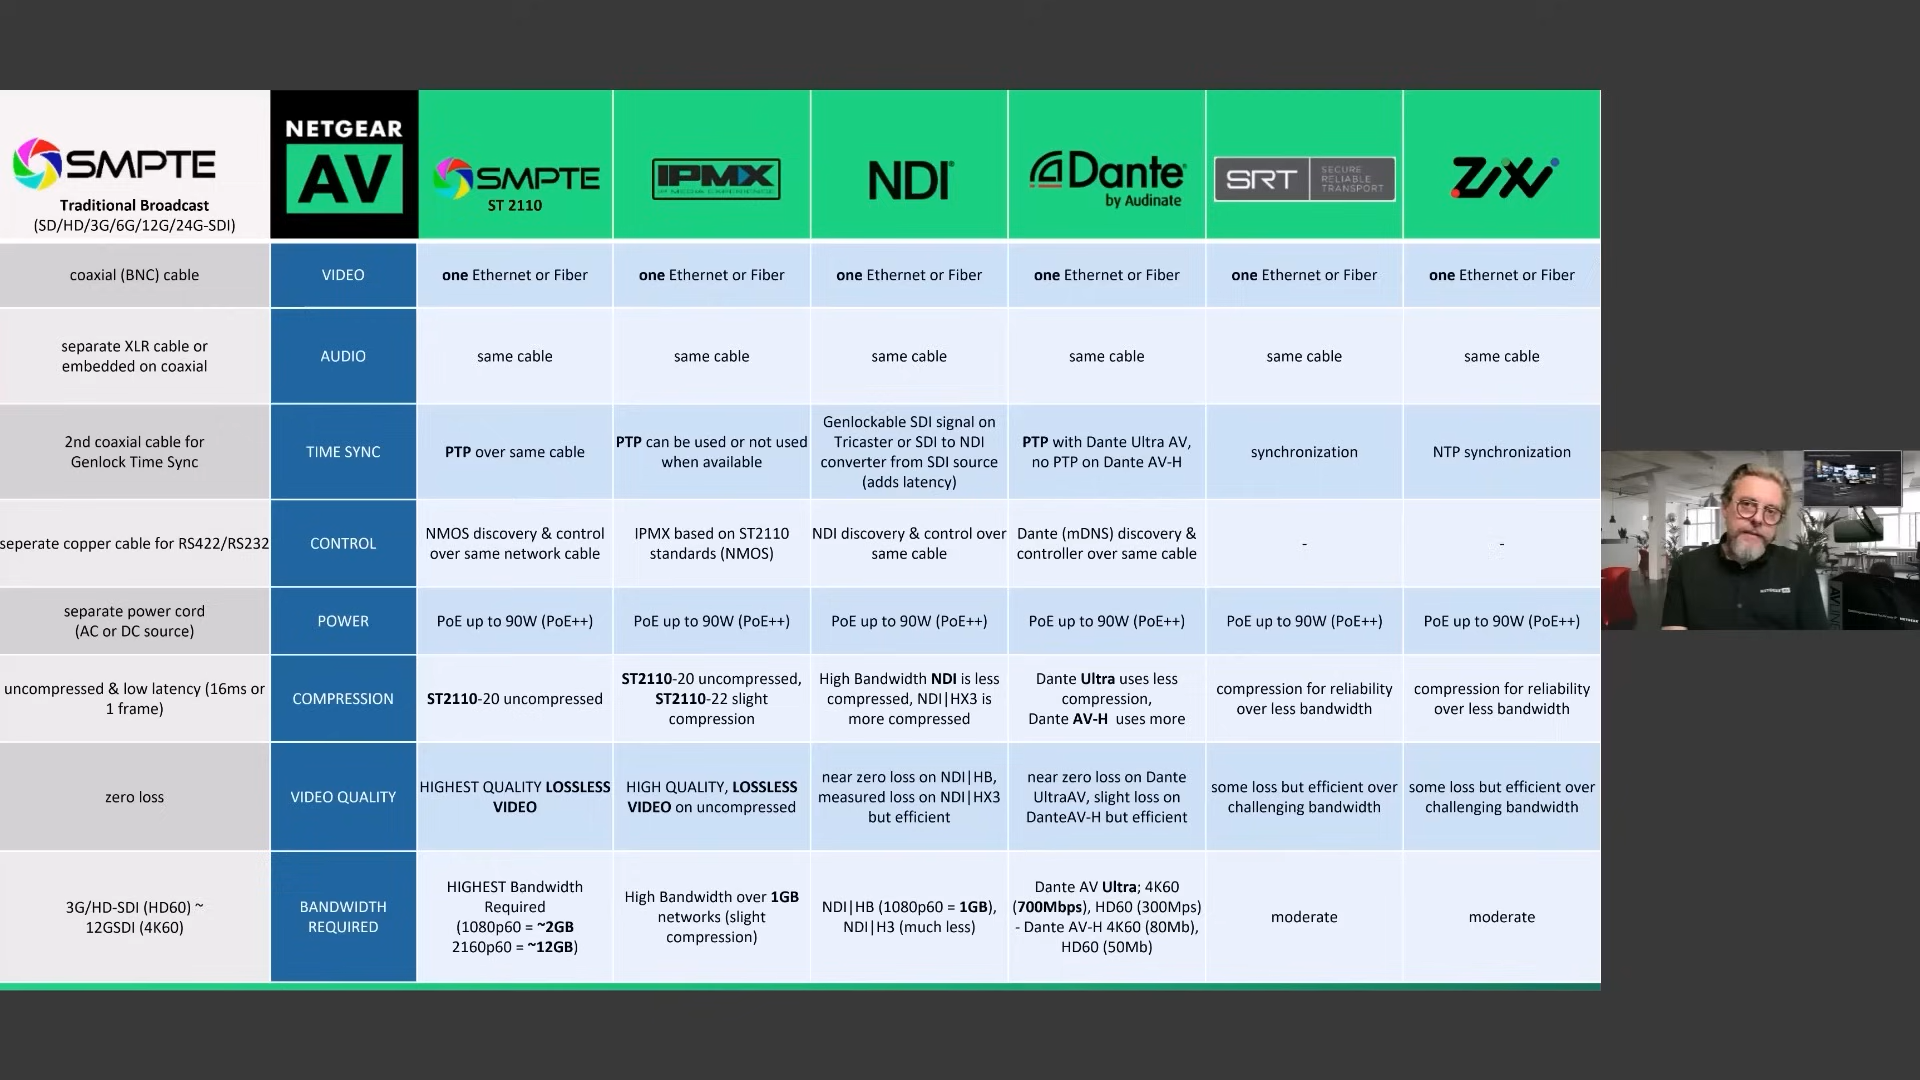 SMPTE
Traditional Broadcast
(SD/HD/3G/6G/12G/24G-SDI)
NETGEAR
AV
SMPTE
ST 2110
IPMX
NDI®
Dante®
by Audinate
SRT
SECURE
RELIABLE
TRANSPORT
ZiXi
coaxial (BNC) cable
VIDEO
one Ethernet or Fiber
one Ethernet or Fiber
one Ethernet or Fiber
one Ethernet or Fiber
one Ethernet or Fiber
one Ethernet or Fiber
separate XLR cable or
embedded on coaxial
AUDIO
same cable
same cable
same cable
same cable
same cable
same cable
2nd coaxial cable for
Genlock Time Sync
TIME SYNC
PTP over same cable
PTP can be used or not used
when available
Genlockable SDI signal on
Tricaster or SDI to NDI
converter from SDI source
(adds latency)
PTP with Dante Ultra AV,
no PTP on Dante AV-H
synchronization
NTP synchronization
seperate copper cable for RS422/RS232
CONTROL
NMOS discovery & control
over same network cable
IPMX based on ST2110
standards (NMOS)
NDI discovery & control over
same cable
Dante (mDNS) discovery &
controller over same cable
-
-
separate power cord
(AC or DC source)
POWER
PoE up to 90W (PoE++)
PoE up to 90W (PoE++)
PoE up to 90W (PoE++)
PoE up to 90W (PoE++)
PoE up to 90W (PoE++)
PoE up to 90W (PoE++)
uncompressed & low latency (16ms or
1 frame)
COMPRESSION
ST2110-20 uncompressed
ST2110-20 uncompressed,
ST2110-22 slight
compression
High Bandwidth NDI is less
compressed, NDI|HX3 is
more compressed
Dante Ultra uses less
compression,
Dante AV-H uses more
compression for reliability
over less bandwidth
compression for reliability
over less bandwidth
zero loss
VIDEO QUALITY
HIGHEST QUALITY LOSSLESS
VIDEO
HIGH QUALITY, LOSSLESS
VIDEO on uncompressed
near zero loss on NDI|HB,
measured loss on NDI|HX3
but efficient
near zero loss on Dante
UltraAV, slight loss on
DanteAV-H but efficient
some loss but efficient over
challenging bandwidth
some loss but efficient over
challenging bandwidth
3G/HD-SDI (HD60) ~
12GSDI (4K60)
BANDWIDTH
REQUIRED
HIGHEST Bandwidth
Required
(1080p60 = ~2GB
2160p60 = ~12GB)
High Bandwidth over 1GB
networks (slight
compression)
NDI|HB (1080p60 = 1GB),
NDI|H3 (much less)
Dante AV Ultra; 4K60
(700Mbps), HD60 (300Mps)
- Dante AV-H 4K60 (80Mb),
HD60 (50Mb)
moderate
moderate
NETGEAR